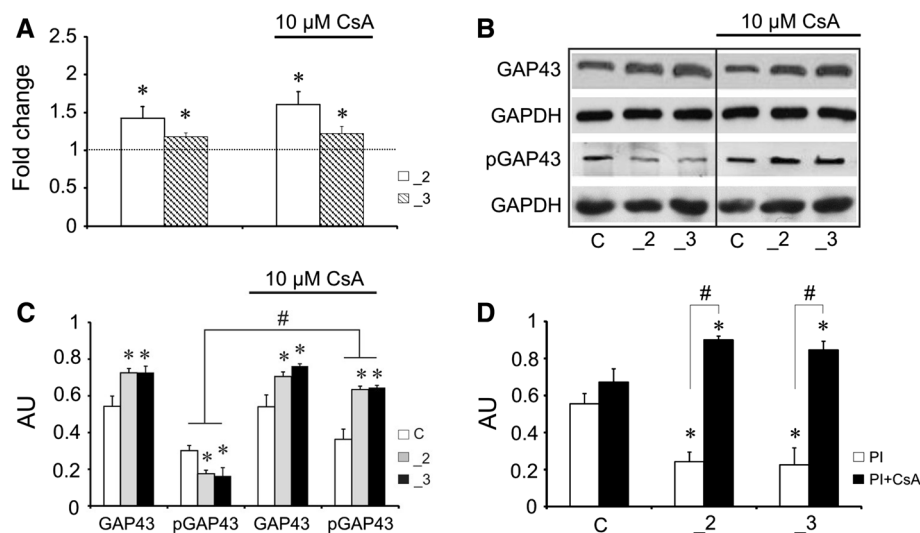 A
10 µM CsA
2.5
2
1.5
1
0.5
0
Fold change
* * * *
_2
_3
B
10 µM CsA
GAP43
GAPDH
pGAP43
GAPDH
C _2 _3 C _2 _3
C
10 µM CsA
#
1
0.8
0.6
0.4
0.2
0
AU
* * * * * * * *
C
_2
_3
GAP43 pGAP43 GAP43 pGAP43
D
# #
1
0.8
0.6
0.4
0.2
0
AU
* * * *
PI
PI+CsA
C _2 _3